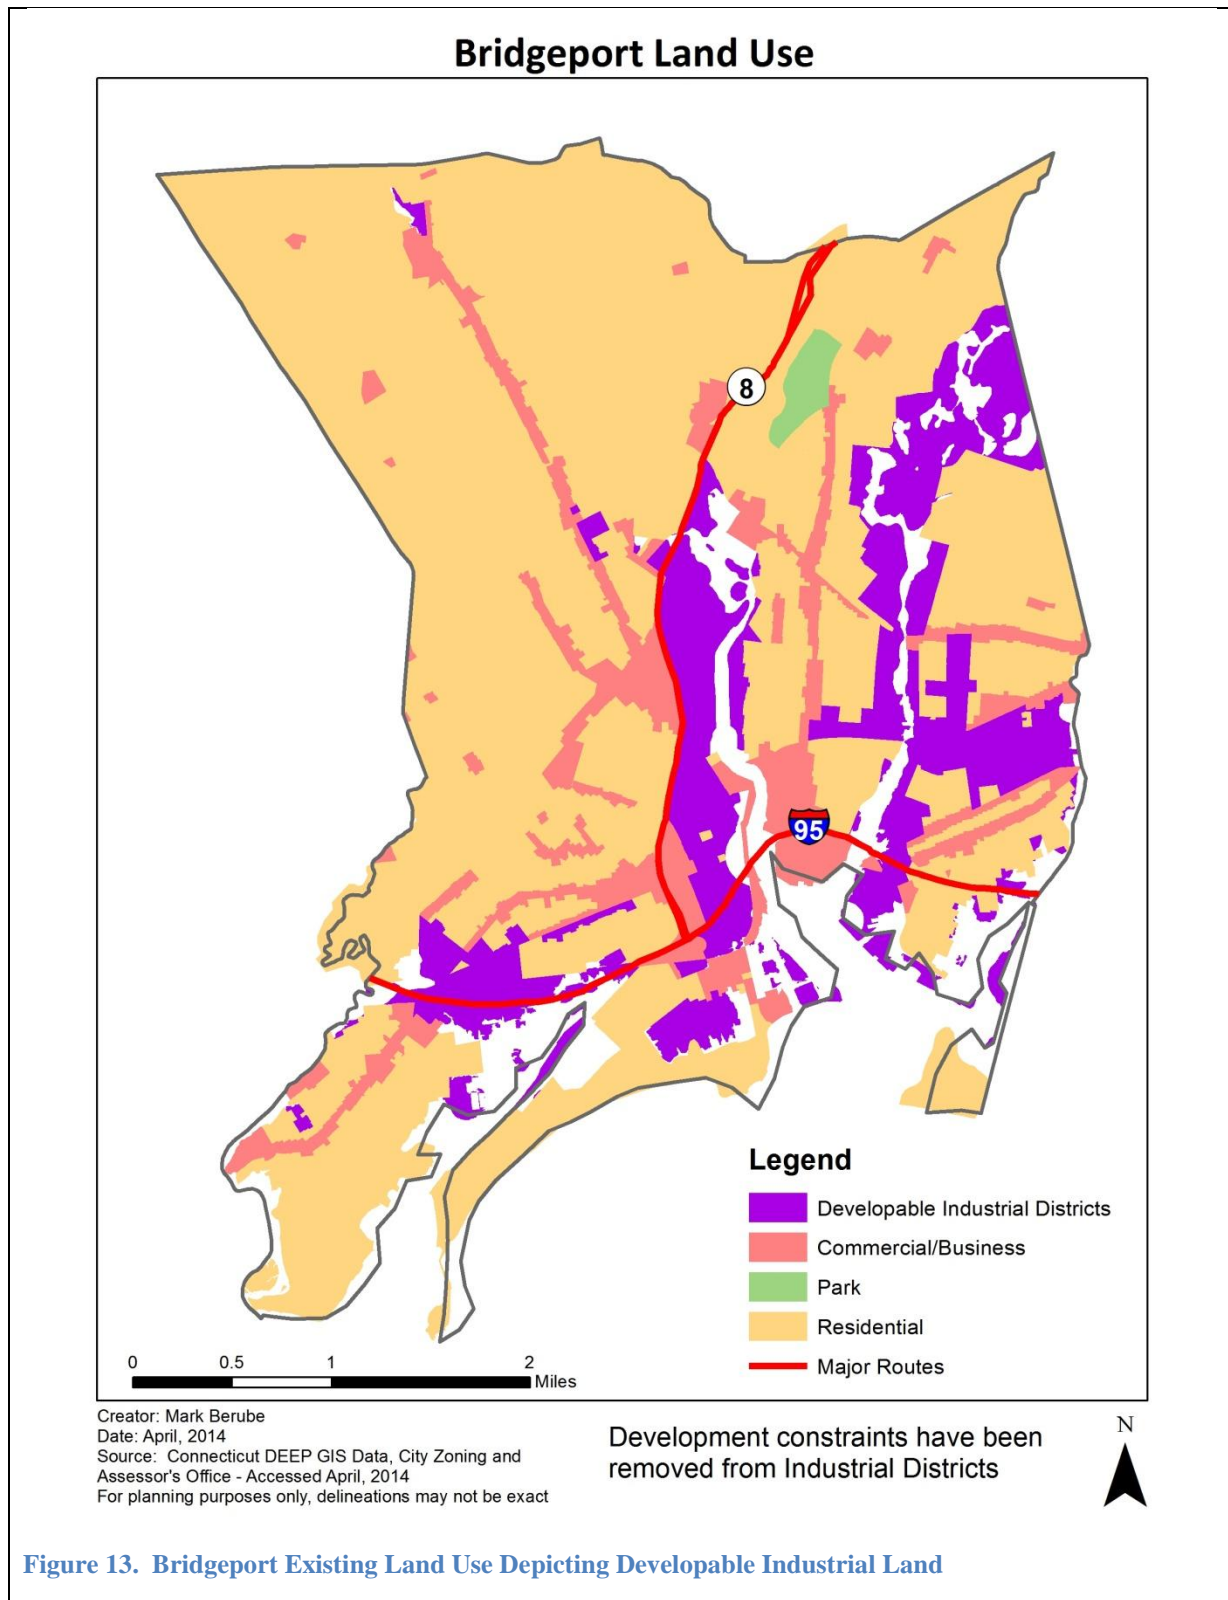 Bridgeport Land Use
8
95
Legend
Developable Industrial Districts
Commercial/Business
Park
Residential
Major Routes
0 0.5 1 2
Miles
Creator: Mark Berube
Date: April, 2014
Source: Connecticut DEEP GIS Data, City Zoning and
Assessor's Office - Accessed April, 2014
For planning purposes only, delineations may not be exact
Development constraints have been
removed from Industrial Districts
N
Figure 13. Bridgeport Existing Land Use Depicting Developable Industrial Land